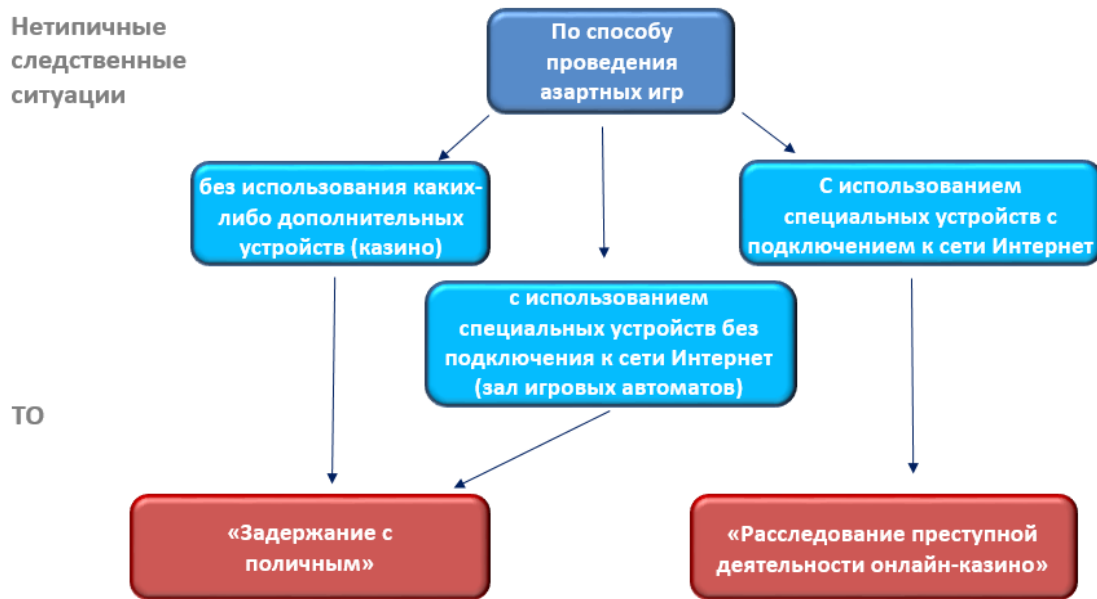 Нетипичные
следственные
ситуации
По способу
проведения
азартных игр
без использования каких-
либо дополнительных
устройств (казино)
С использованием
специальных устройств с
подключением к сети Интернет
с использованием
специальных устройств без
подключения к сети Интернет
(зал игровых автоматов)
ТО
«Задержание с
поличным»
«Расследование преступной
деятельности онлайн-казино»